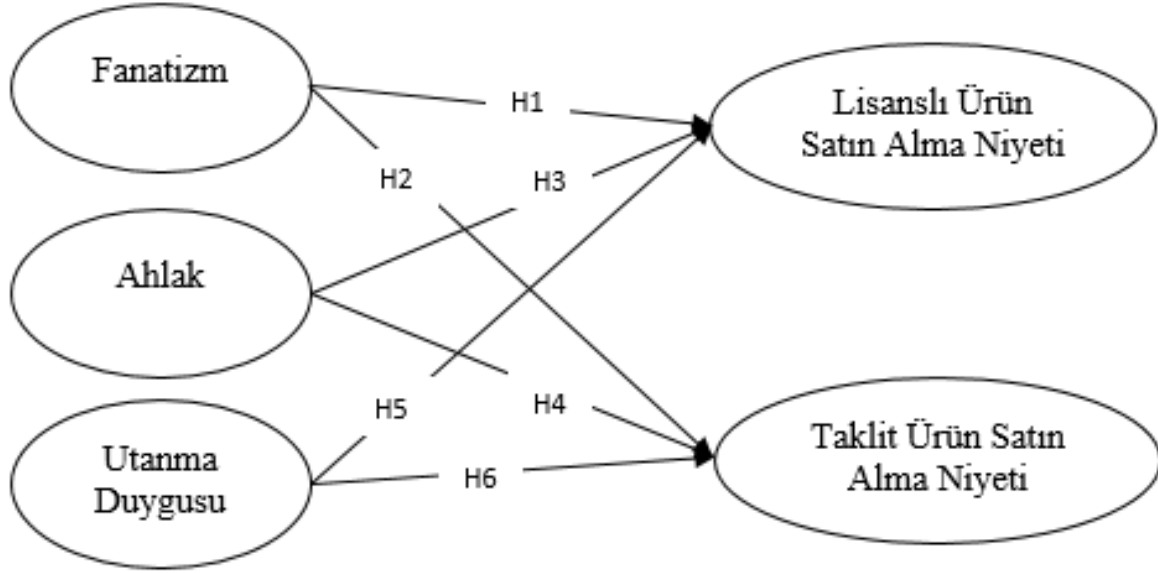 Fanatizm
H1
Lisanslı Ürün
Satın Alma Niyeti
H2
H3
Ahlak
H4
H5
Utanma
Duygusu
H6
Taklit Ürün Satın
Alma Niyeti